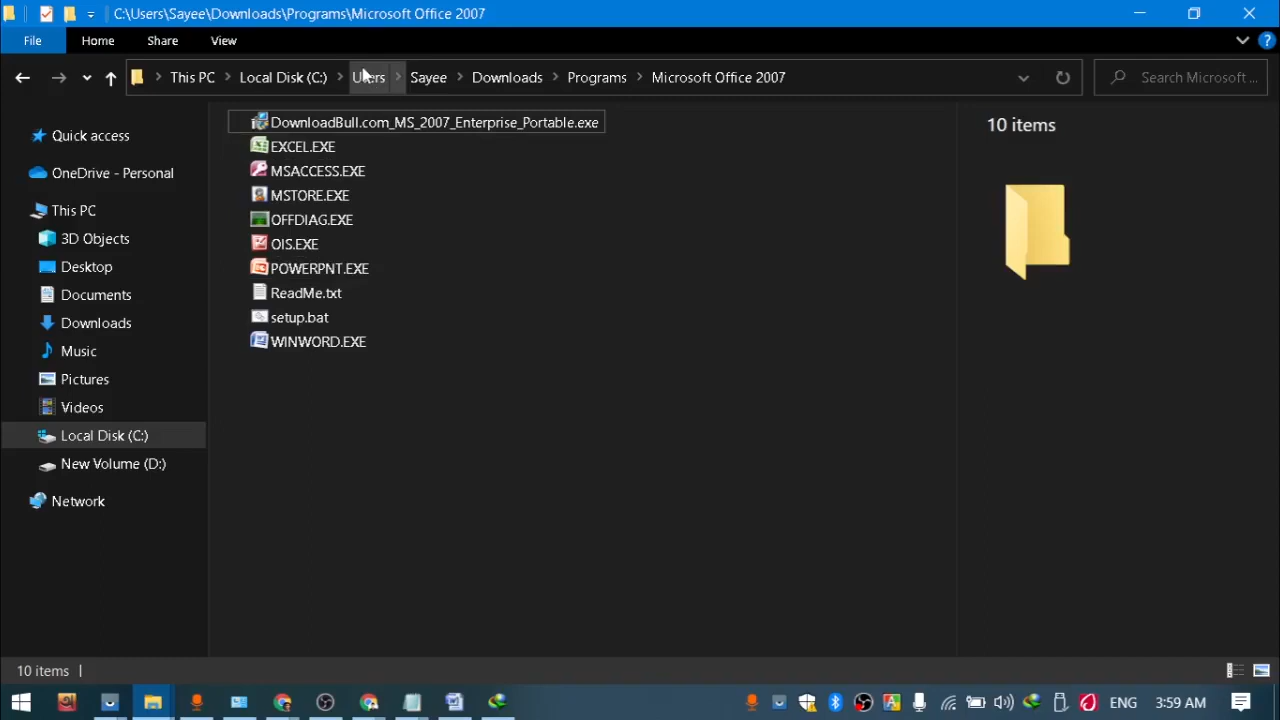 C:\Users\Sayee\Downloads\Programs\Microsoft Office 2007
File Home Share View
This PC Local Disk (C:) Users Sayee Downloads Programs Microsoft Office 2007 Search Microsoft ...
DownloadBull.com_MS_2007_Enterprise_Portable.exe
EXCEL.EXE
MSACCESS.EXE
MSTORE.EXE
OFFDIAG.EXE
OIS.EXE
POWERPNT.EXE
ReadMe.txt
setup.bat
WINWORD.EXE
10 items
Quick access
OneDrive - Personal
This PC
3D Objects
Desktop
Documents
Downloads
Music
Pictures
Videos
Local Disk (C:)
New Volume (D:)
Network
10 items
ENG 3:59 AM